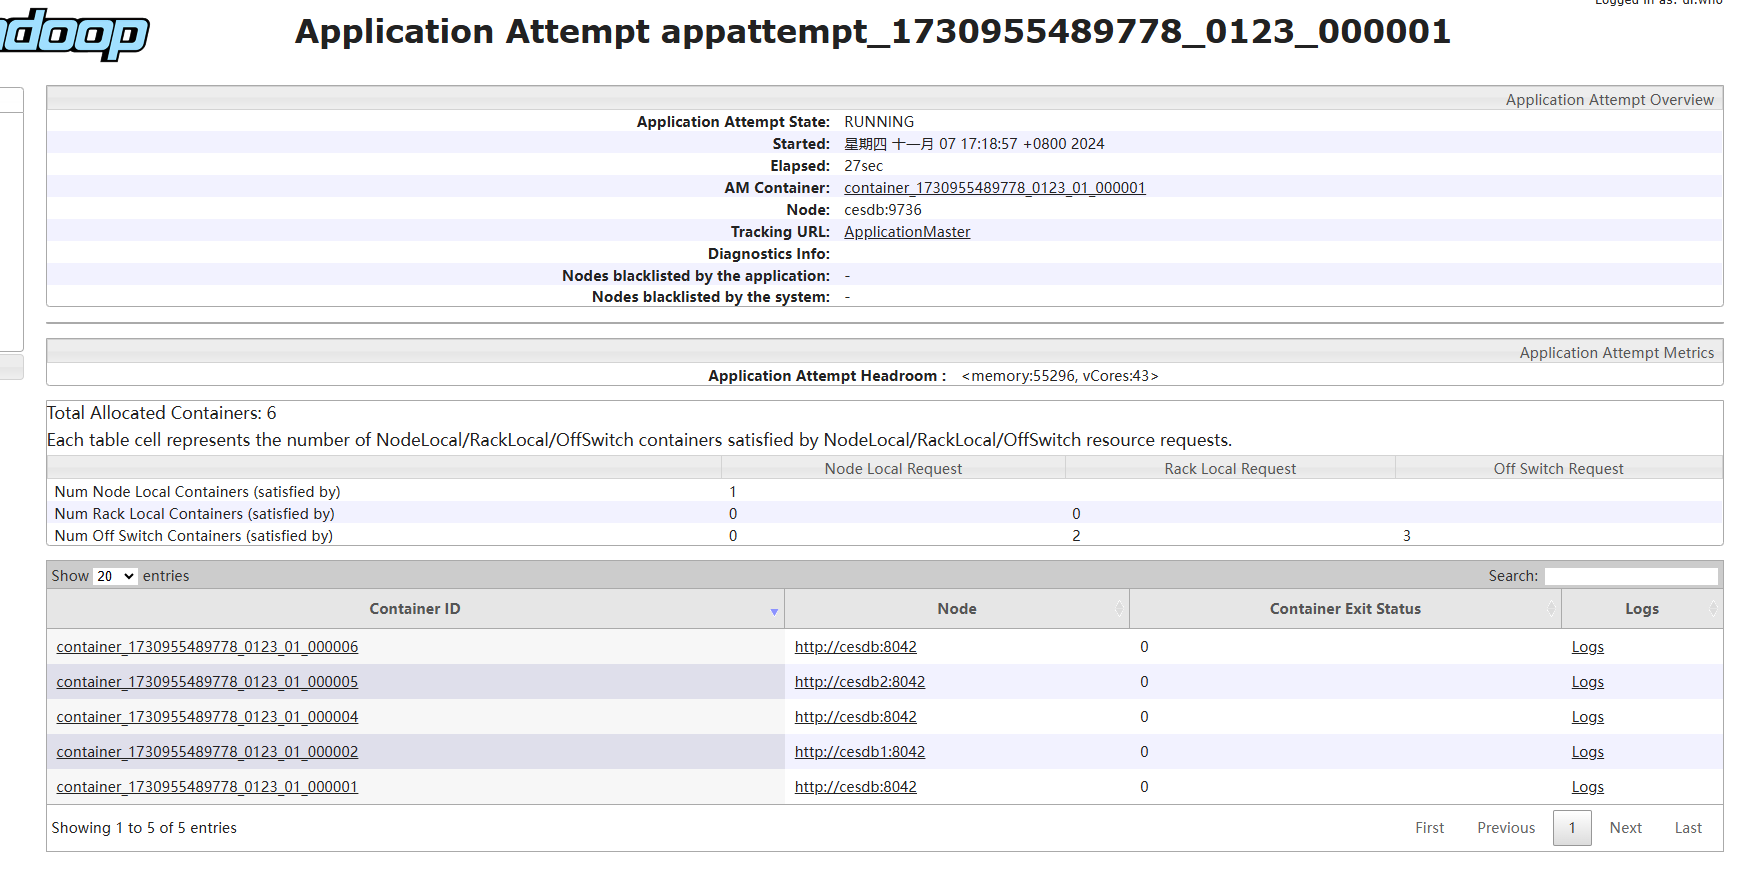 Logged in as: dr.who
doop
Application Attempt appattempt_1730955489778_0123_000001
Application Attempt Overview
Application Attempt State: RUNNING
Started: 星期四 十一月 07 17:18:57 +0800 2024
Elapsed: 27sec
AM Container: container_1730955489778_0123_01_000001
Node: cesdb:9736
Tracking URL: ApplicationMaster
Diagnostics Info:
Nodes blacklisted by the application: -
Nodes blacklisted by the system: -
Application Attempt Metrics
Application Attempt Headroom : <memory:55296, vCores:43>
Total Allocated Containers: 6
Each table cell represents the number of NodeLocal/RackLocal/OffSwitch containers satisfied by NodeLocal/RackLocal/OffSwitch resource requests.
Node Local Request Rack Local Request Off Switch Request
Num Node Local Containers (satisfied by) 1
Num Rack Local Containers (satisfied by) 0 0
Num Off Switch Containers (satisfied by) 0 2 3
Show 20 entries Search:
Container ID Node Container Exit Status Logs
container_1730955489778_0123_01_000006 http://cesdb:8042 0 Logs
container_1730955489778_0123_01_000005 http://cesdb2:8042 0 Logs
container_1730955489778_0123_01_000004 http://cesdb:8042 0 Logs
container_1730955489778_0123_01_000002 http://cesdb1:8042 0 Logs
container_1730955489778_0123_01_000001 http://cesdb:8042 0 Logs
Showing 1 to 5 of 5 entries First Previous 1 Next Last